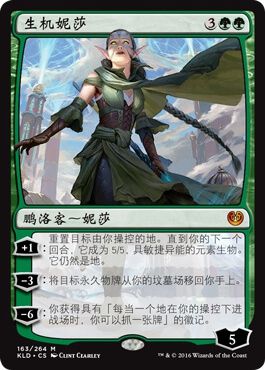 生机妮莎 3
鹏洛客～妮莎
+1： 重置目标由你操控的地。直到你的下一个
回合，它成为5/5，具敏捷异能的元素生物。
它仍然是地。
-3： 将目标永久物牌从你的坟墓场移回你手上。
-6： 你获得具有「每当一个地在你的操控下进
战场时，你可以抓一张牌」的徽记。
5
163/264 M
KLD • CS CLINT CEARLEY
™ & © 2016 Wizards of the Coast